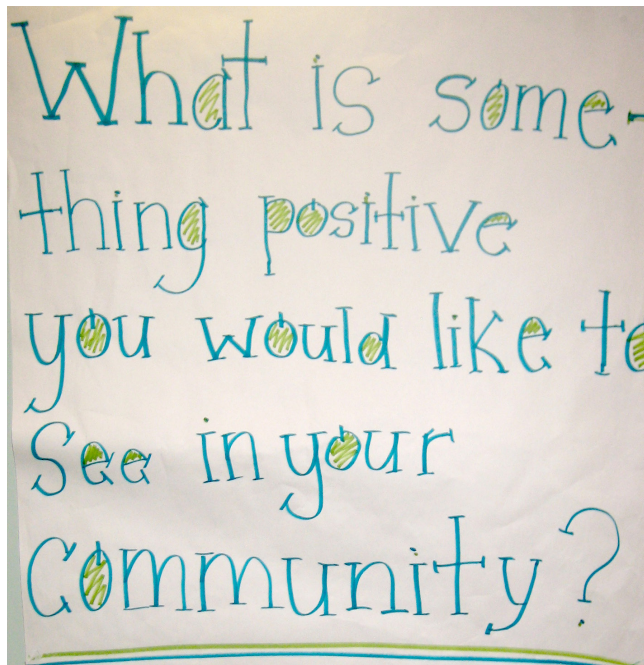 What is some-
thing positive
you would like to
See in your
Community?